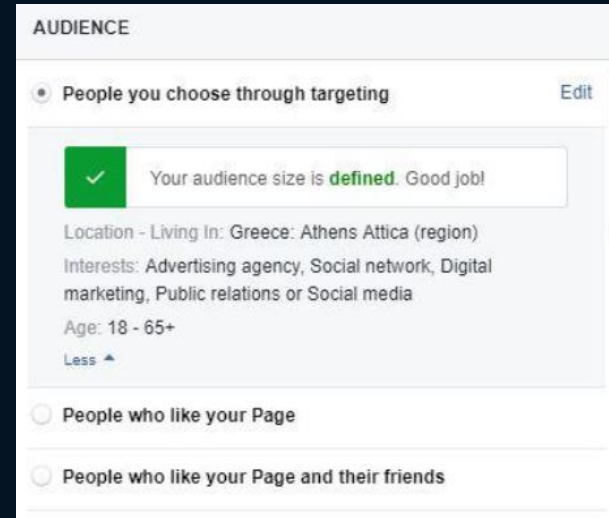 AUDIENCE
People you choose through targeting Edit
Your audience size is defined. Good job!
Location - Living In: Greece: Athens Attica (region)
Interests: Advertising agency, Social network, Digital
marketing, Public relations or Social media
Age: 18 - 65+
Less
People who like your Page
People who like your Page and their friends